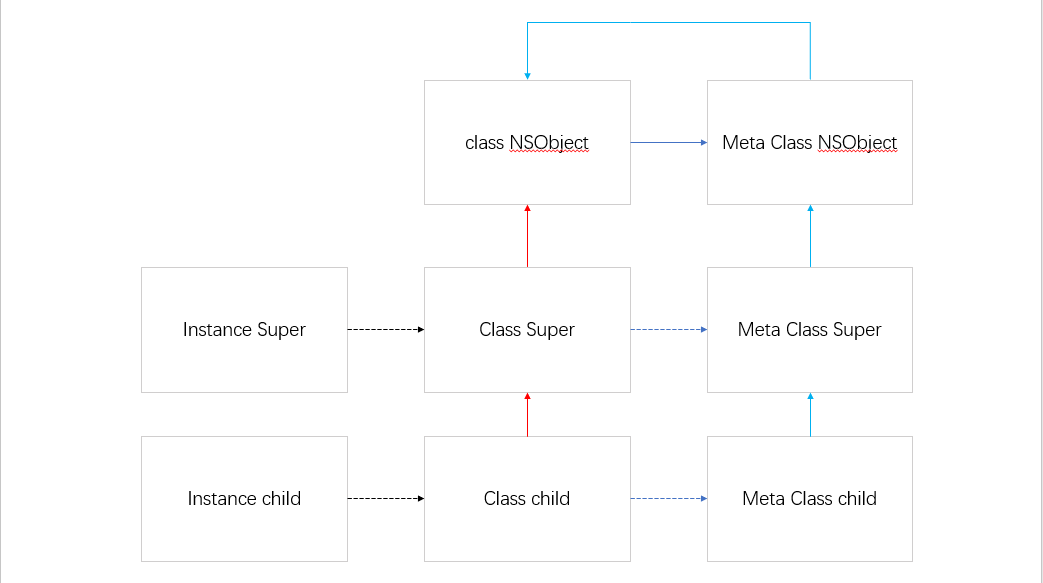 class NSObject
Meta Class NSObject
Instance Super
Class Super
Meta Class Super
Instance child
Class child
Meta Class child